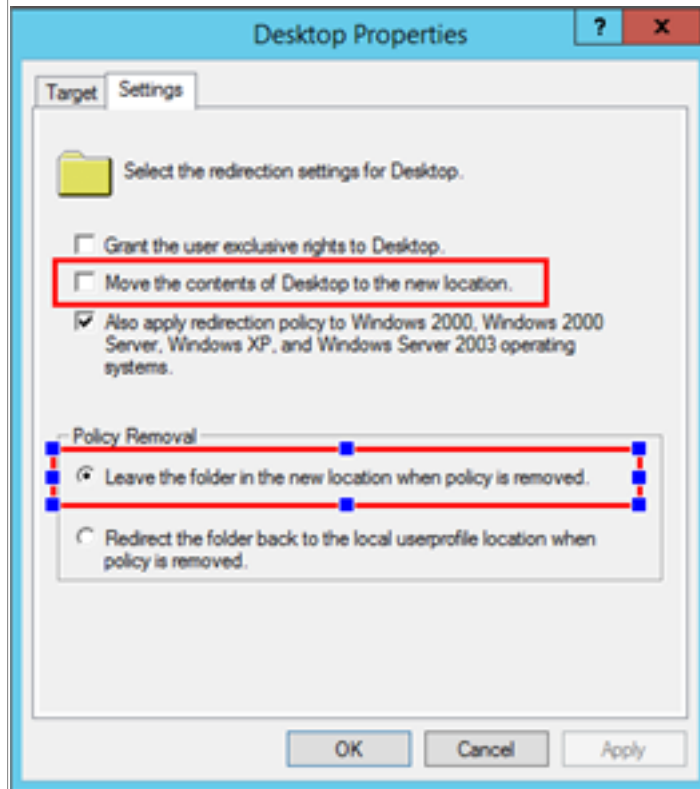 Desktop Properties
? x
Target Settings
Select the redirection settings for Desktop.
Grant the user exclusive rights to Desktop.
Move the contents of Desktop to the new location.
Also apply redirection policy to Windows 2000, Windows 2000
Server, Windows XP, and Windows Server 2003 operating
systems.
Policy Removal
Leave the folder in the new location when policy is removed.
Redirect the folder back to the local userprofile location when
policy is removed.
OK Cancel Apply